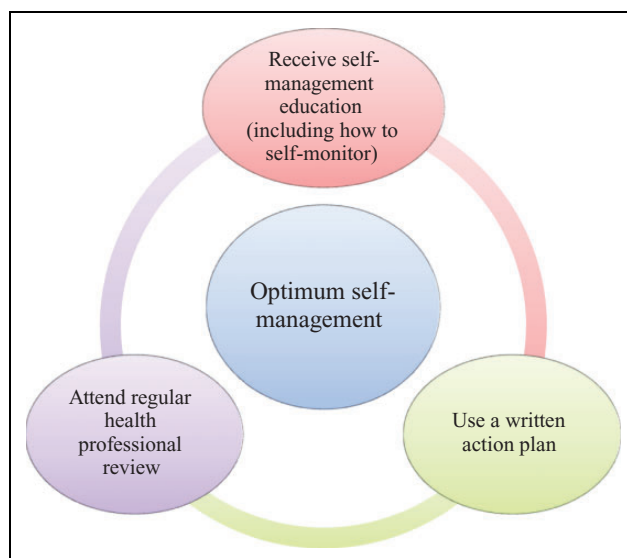 Receive self-
management
education
(including how to
self-monitor)
Optimum self-
management
Attend regular
health
professional
review
Use a written
action plan